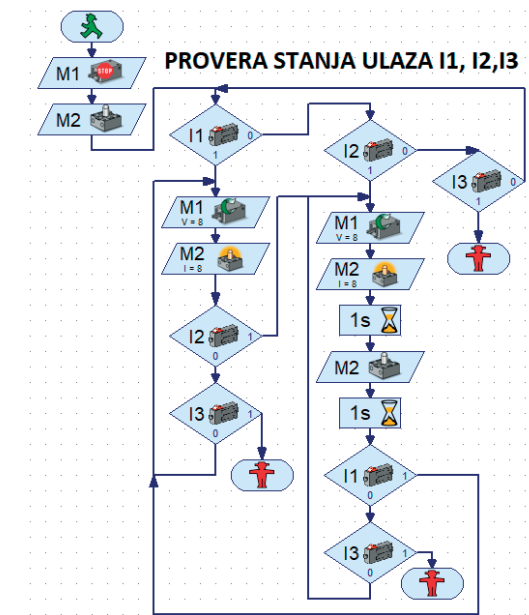 PROVERA STANJA ULAZA I1, I2,I3
M1 STOP
M2
I1 0
1
I2 0
1
I3 0
1
M1
V = 8
M2
I = 8
I2 1
0
I3 1
0
M1
V = 8
M2
I = 8
1s
M2
1s
I1 1
0
I3 1
0